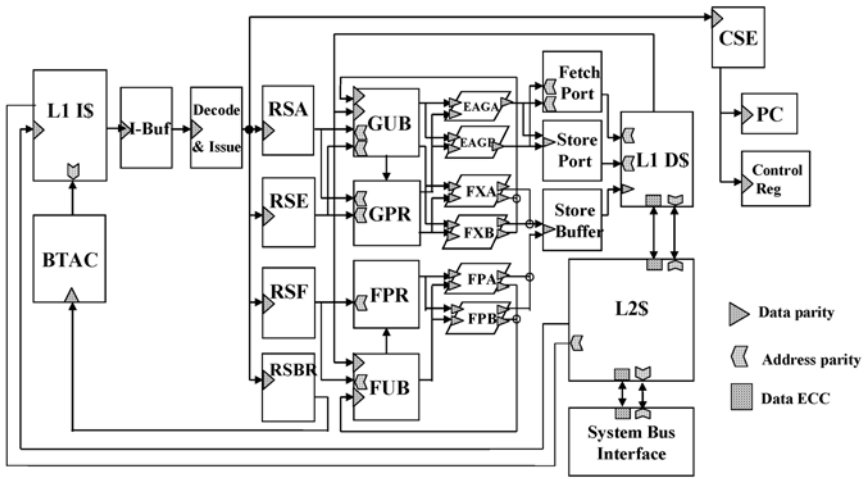 CSE
L1 I$
I-Buf
Decode
& Issue
RSA
GUB
EAGA
EAGB
Fetch
Port
Store
Port
L1 D$
PC
Control
Reg
RSE
GPR
FXA
FXB
Store
Buffer
BTAC
RSF
FPR
FPA
FPB
L2$
RSBR
FUB
System Bus
Interface
Data parity
Address parity
Data ECC